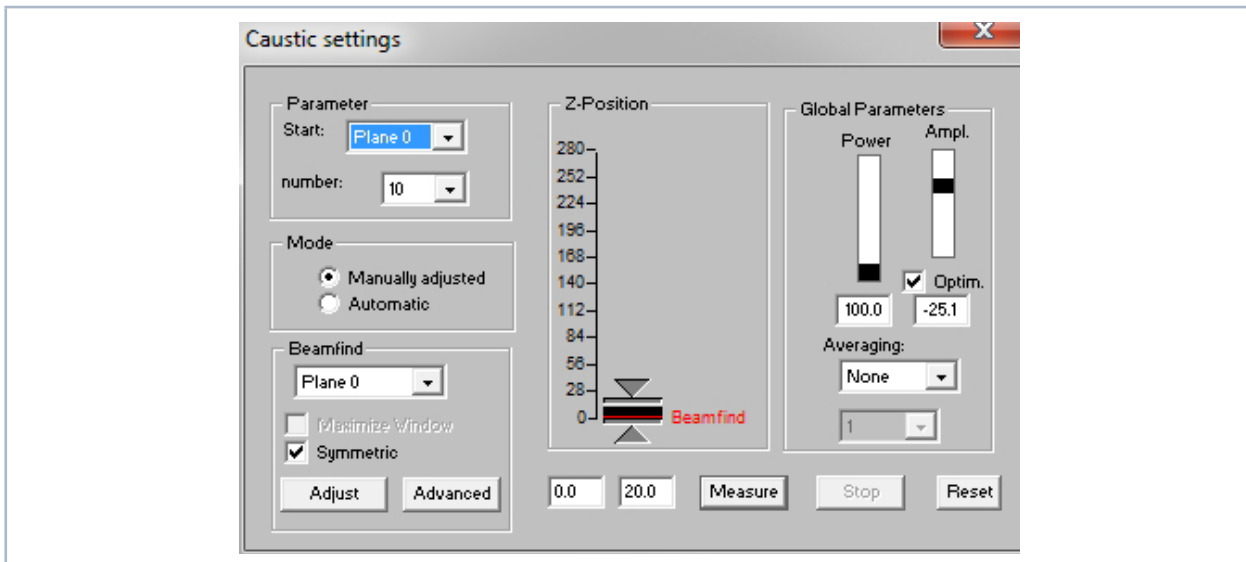 Caustic settings
X
Parameter
Start: Plane 0
number: 10
Mode
Manually adjusted
Automatic
Beamfind
Plane 0
Maximize Window
Symmetric
Adjust Advanced
Z-Position
280
252
224
196
168
140
112
84
56
28
0 Beamfind
0.0 20.0 Measure Stop Reset
Global Parameters
Power Ampl.
Optim.
100.0 -25.1
Averaging:
None
1